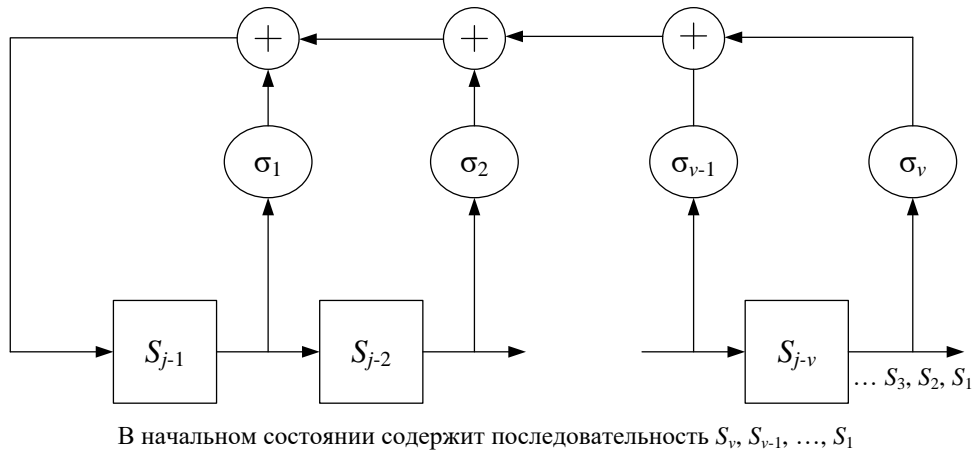 + + +
σ1 σ2 σv-1 σv
Sj-1 Sj-2 Sj-v
... S3, S2, S1
В начальном состоянии содержит последовательность Sv, Sv-1, ..., S1